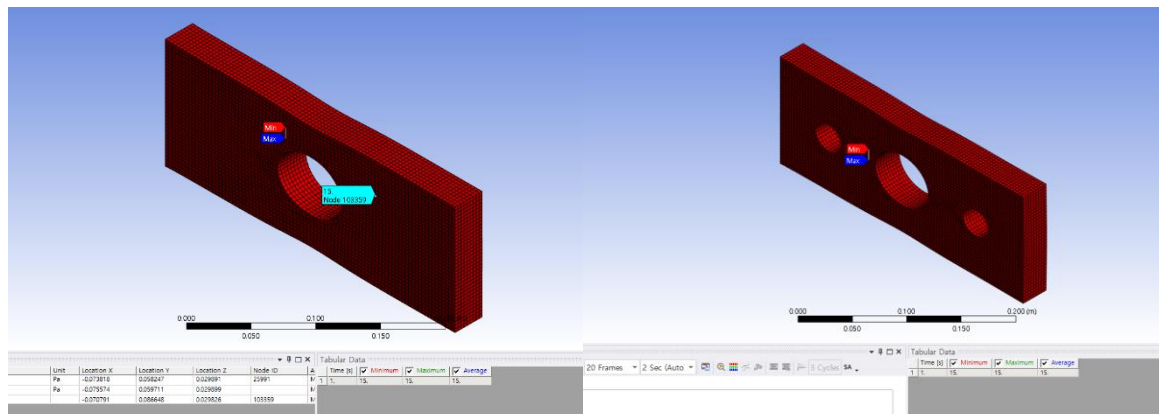 Min
Max
15.
Node 103359
0.000
0.100
0.050
0.150
Tabular Data
Unit Location X Location Y Location Z Node ID
Time [s] Minimum Maximum Average
Pa -0.073818 0.058247 0.029891 25991
1 1. 15. 15. 15.
Pa -0.075574 0.059711 0.029899
-0.070791 0.086648 0.029826 103359
Min
Max
0.000
0.100
0.200 (m)
0.050
0.150
20 Frames 2 Sec (Auto 3 Cycles SA
Tabular Data
Time [s] Minimum Maximum Average
1 1. 15. 15. 15.